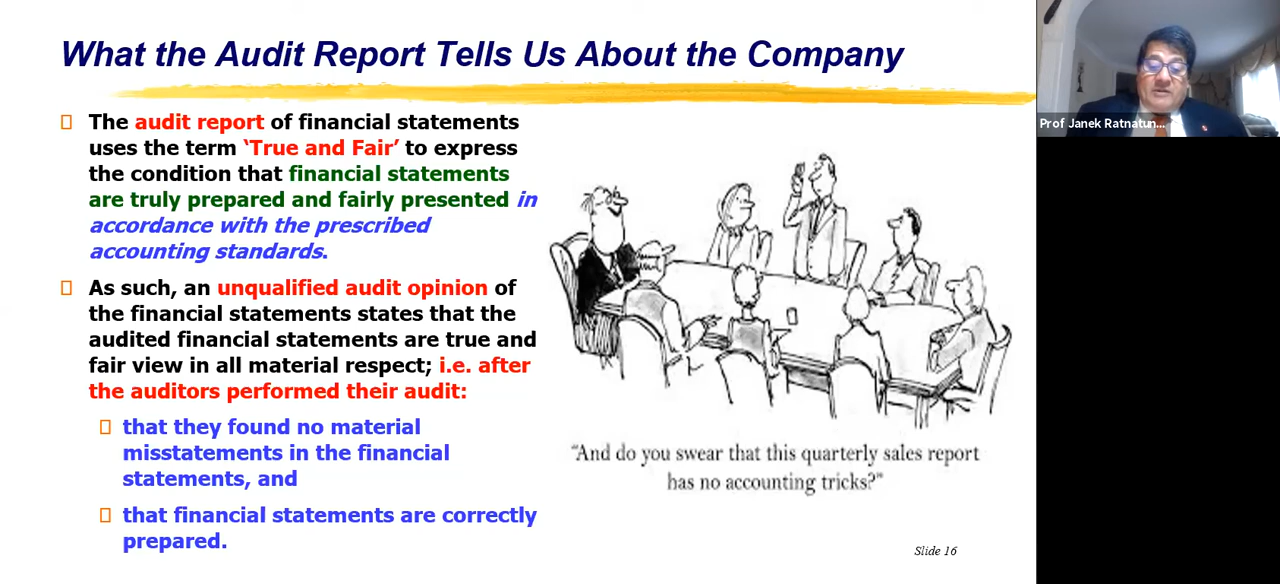 What the Audit Report Tells Us About the Company
The audit report of financial statements
uses the term ‘True and Fair’ to express
the condition that financial statements
are truly prepared and fairly presented in
accordance with the prescribed
accounting standards.
As such, an unqualified audit opinion of
the financial statements states that the
audited financial statements are true and
fair view in all material respect; i.e. after
the auditors performed their audit:
that they found no material
misstatements in the financial
statements, and
that financial statements are correctly
prepared.
“And do you swear that this quarterly sales report
has no accounting tricks?”
Slide 16
Prof Janek Ratnatun...